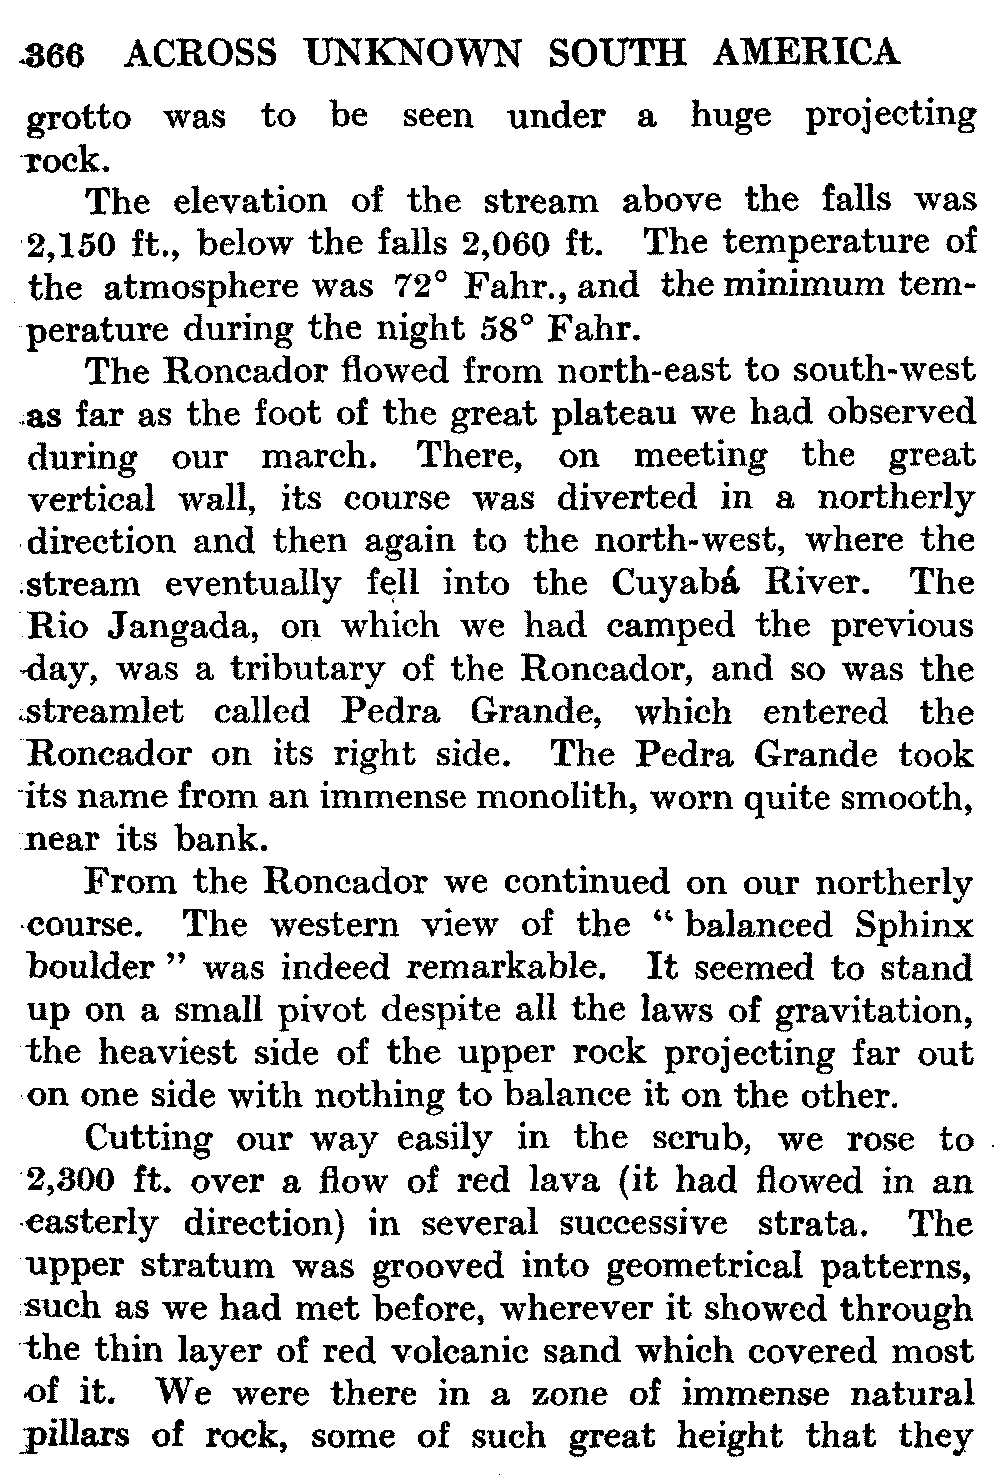 366 ACROSS UNKNOWN SOUTH AMERICA
grotto was to be seen under a huge projecting
rock.
The elevation of the stream above the falls was
2,150 ft., below the falls 2,060 ft. The temperature of
the atmosphere was 72° Fahr., and the minimum tem-
perature during the night 58° Fahr.
The Roncador flowed from north-east to south-west
as far as the foot of the great plateau we had observed
during our march. There, on meeting the great
vertical wall, its course was diverted in a northerly
direction and then again to the north-west, where the
stream eventually fell into the Cuyabá River. The
Rio Jangada, on which we had camped the previous
day, was a tributary of the Roncador, and so was the
streamlet called Pedra Grande, which entered the
Roncador on its right side. The Pedra Grande took
its name from an immense monolith, worn quite smooth,
near its bank.
From the Roncador we continued on our northerly
course. The western view of the “ balanced Sphinx
boulder ” was indeed remarkable. It seemed to stand
up on a small pivot despite all the laws of gravitation,
the heaviest side of the upper rock projecting far out
on one side with nothing to balance it on the other.
Cutting our way easily in the scrub, we rose to
2,300 ft. over a flow of red lava (it had flowed in an
easterly direction) in several successive strata. The
upper stratum was grooved into geometrical patterns,
such as we had met before, wherever it showed through
the thin layer of red volcanic sand which covered most
of it. We were there in a zone of immense natural
pillars of rock, some of such great height that they